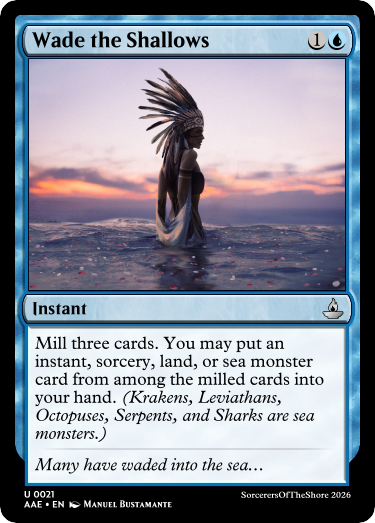 Wade the Shallows 1
Instant
Mill three cards. You may put an
instant, sorcery, land, or sea monster
card from among the milled cards into
your hand. (Krakens, Leviathans,
Octopuses, Serpents, and Sharks are sea
monsters.)
Many have waded into the sea…
U 0021
AAE • EN Manuel Bustamante
SorcerersOfTheShore 2026